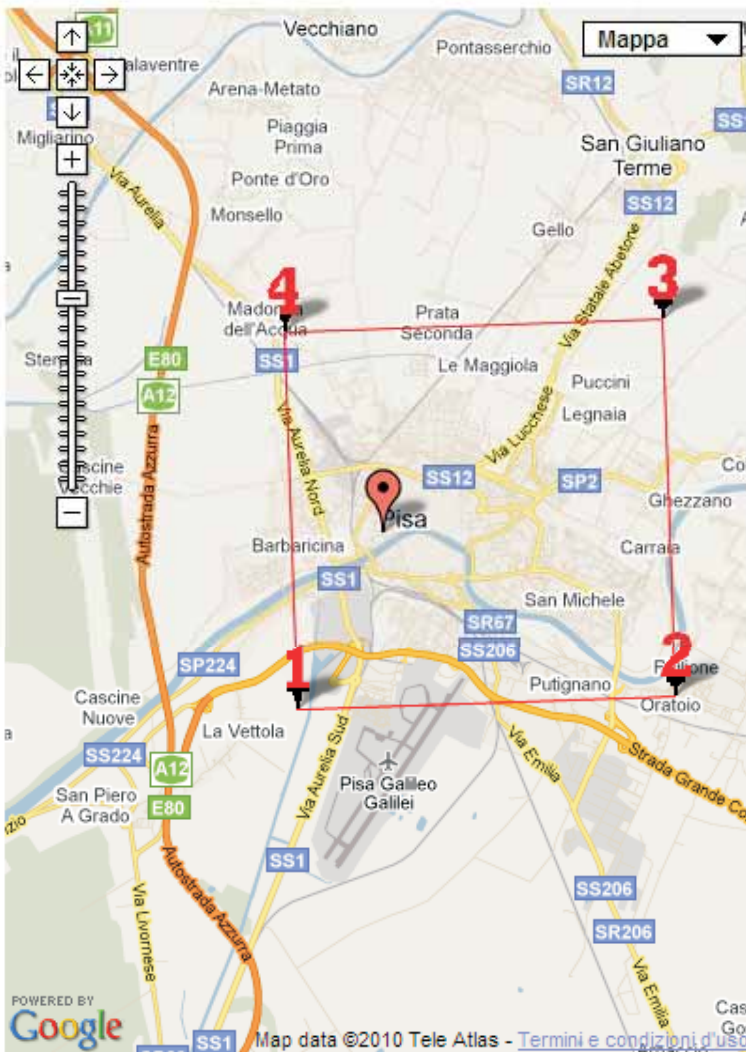 A11
Vecchiano
Mappa
Pontasserchio
alaventre
Arena-Metato
SR12
Migliarino
Piaggia
Prima
San Giuliano
Terme
Ponte d'Oro
Via Aurelia
SS12
Monsello
Gello
Via Statale Abetone
4
3
Madonna
dell'Acqua
Prata
Seconda
SS1
E80
Le Maggiola
A12
Puccini
Legnaia
Via Lucchese
Via Aurelia Nord
Cascine
Vecchie
SS12
SP2
Ghezzano
Pisa
Autostrada Azzurra
Barbaricina
Carraia
SS1
San Michele
SR67
SS206
SP224
1
2
Putignano
Oratoio
Cascine
Nuove
La Vettola
SS224
A12
E80
Via Aurelia Sud
Via Emilia
Strada Grande Co
Pisa Galileo
Galilei
San Piero
A Grado
SS1
Autostrada Azzurra
SS206
SR206
Via Livornese
Via Emilia
POWERED BY
Google
SS1
Map data ©2010 Tele Atlas - Termini e condizioni d'uso